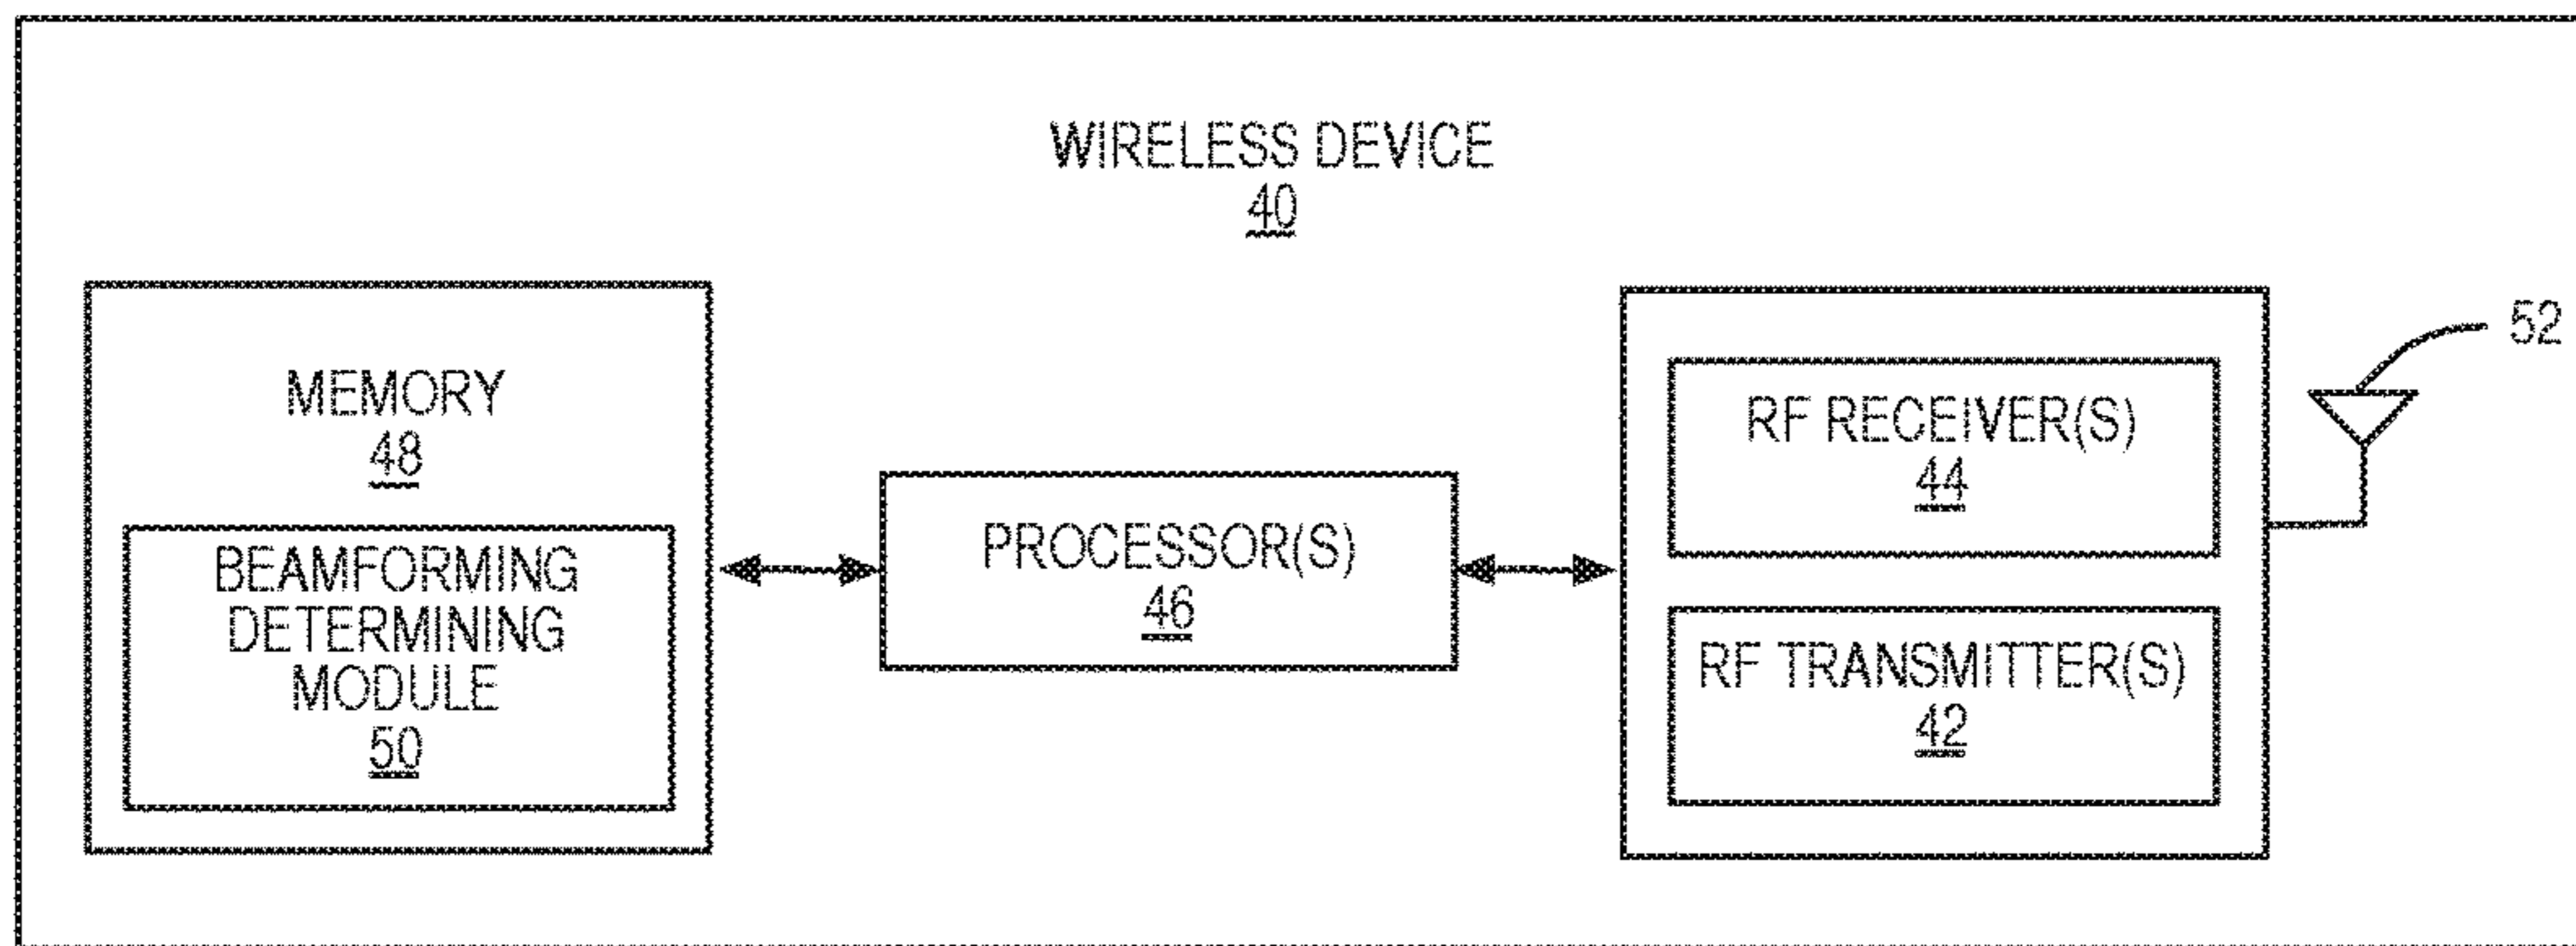 WIRELESS DEVICE
40
MEMORY
48
BEAMFORMING
DETERMINING
MODULE
50
PROCESSOR(S)
46
RF RECEIVER(S)
44
RF TRANSMITTER(S)
42
52